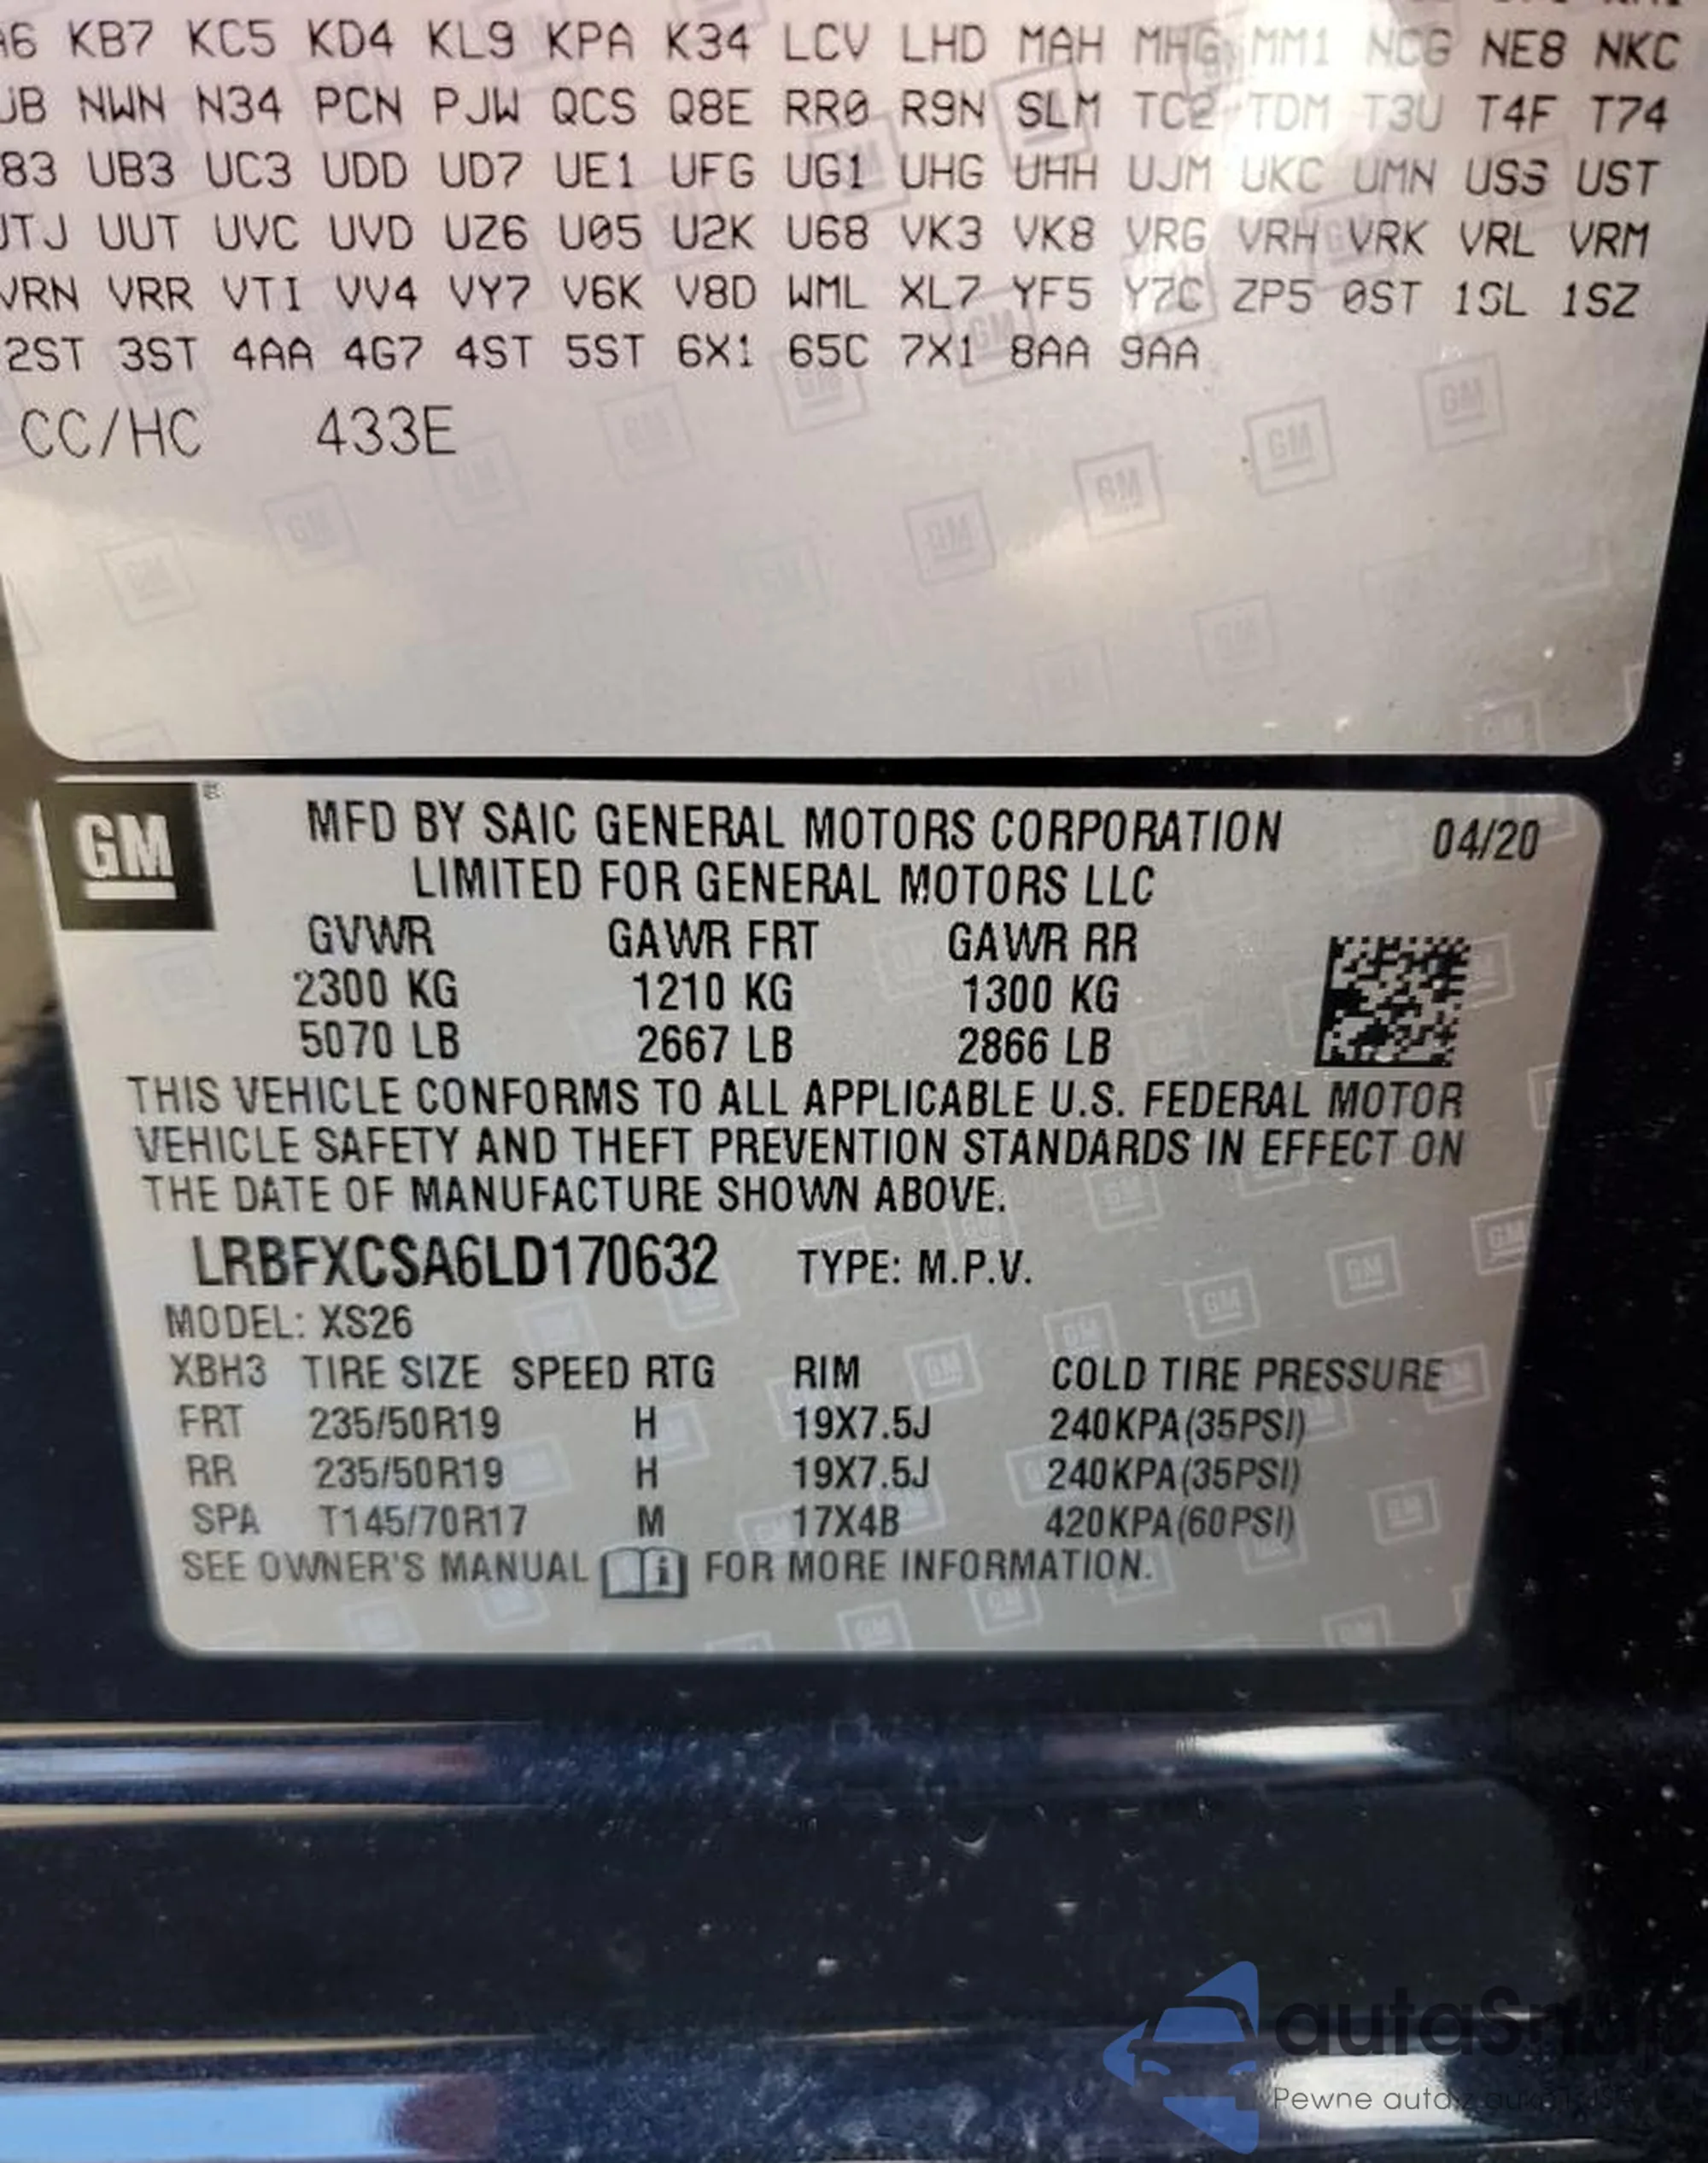 KB7 KC5 KD4 KL9 KPA K34 LCV LHD MAH MHG MM1 NCG NE8 NKC
NWN N34 PCN PJW QCS Q8E RR0 R9N SLM TC2 TDM T3U T4F T74
83 UB3 UC3 UDD UD7 UE1 UFG UG1 UHG UHH UJM UKC UMN USS UST
UTJ UUT UVC UVD UZ6 U05 U2K U68 VK3 VK8 VRG VRH VRK VRL VRM
VRN VRR VTI VV4 VY7 V6K V8D WML XL7 YF5 Y7C ZP5 0ST 1SL 1SZ
2ST 3ST 4AA 4G7 4ST 5ST 6X1 65C 7X1 8AA 9AA
CC/HC 433E
GM ® MFD BY SAIC GENERAL MOTORS CORPORATION 04/20
LIMITED FOR GENERAL MOTORS LLC
GVWR GAWR FRT GAWR RR
2300 KG 1210 KG 1300 KG
5070 LB 2667 LB 2866 LB
THIS VEHICLE CONFORMS TO ALL APPLICABLE U.S. FEDERAL MOTOR
VEHICLE SAFETY AND THEFT PREVENTION STANDARDS IN EFFECT ON
THE DATE OF MANUFACTURE SHOWN ABOVE.
LRBFXCSA6LD170632 TYPE: M.P.V.
MODEL: XS26
XBH3 TIRE SIZE SPEED RTG RIM COLD TIRE PRESSURE
FRT 235/50R19 H 19X7.5J 240KPA(35PSI)
RR 235/50R19 H 19X7.5J 240KPA(35PSI)
SPA T145/70R17 M 17X4B 420KPA(60PSI)
SEE OWNER'S MANUAL FOR MORE INFORMATION.
Pewne auta z